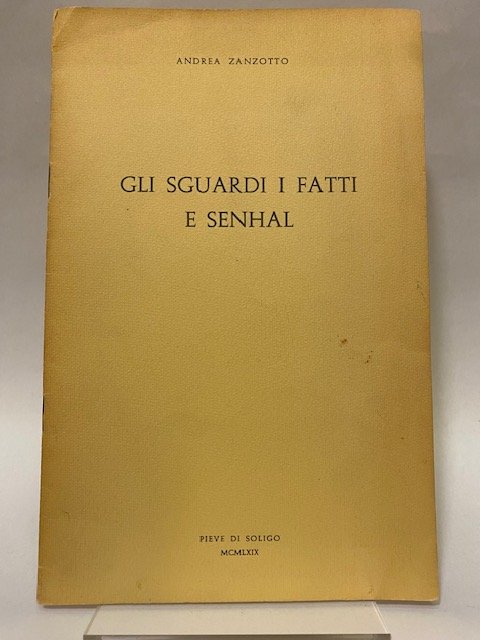 ANDREA ZANZOTTO
GLI SGUARDI I FATTI
E SENHAL
PIEVE DI SOLIGO
MCMLXIX